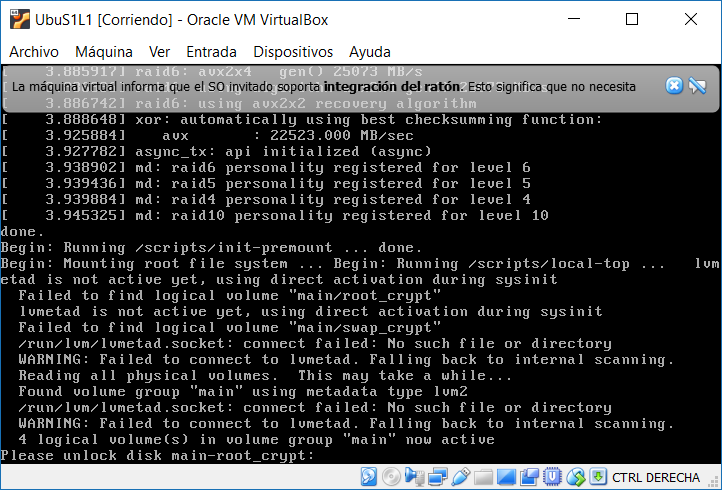 UbuS1L1 [Corriendo] - Oracle VM VirtualBox
Archivo Máquina Ver Entrada Dispositivos Ayuda
[    3.885917] raid6: avx2x4   gen() 25073 MB/s
La máquina virtual informa que el SO invitado soporta integración del ratón. Esto significa que no necesita
[    3.886742] raid6: using avx2x2 recovery algorithm
[    3.888648] xor: automatically using best checksumming function:
[    3.925884]    avx       : 22523.000 MB/sec
[    3.927782] async_tx: api initialized (async)
[    3.938902] md: raid6 personality registered for level 6
[    3.939436] md: raid5 personality registered for level 5
[    3.939884] md: raid4 personality registered for level 4
[    3.945325] md: raid10 personality registered for level 10
done.
Begin: Running /scripts/init-premount ... done.
Begin: Mounting root file system ... Begin: Running /scripts/local-top ...   lvm
etad is not active yet, using direct activation during sysinit
  Failed to find logical volume "main/root_crypt"
  lvmetad is not active yet, using direct activation during sysinit
  Failed to find logical volume "main/swap_crypt"
  /run/lvm/lvmetad.socket: connect failed: No such file or directory
  WARNING: Failed to connect to lvmetad. Falling back to internal scanning.
  Reading all physical volumes.  This may take a while...
  Found volume group "main" using metadata type lvm2
  /run/lvm/lvmetad.socket: connect failed: No such file or directory
  WARNING: Failed to connect to lvmetad. Falling back to internal scanning.
  4 logical volume(s) in volume group "main" now active
Please unlock disk main-root_crypt:
CTRL DERECHA